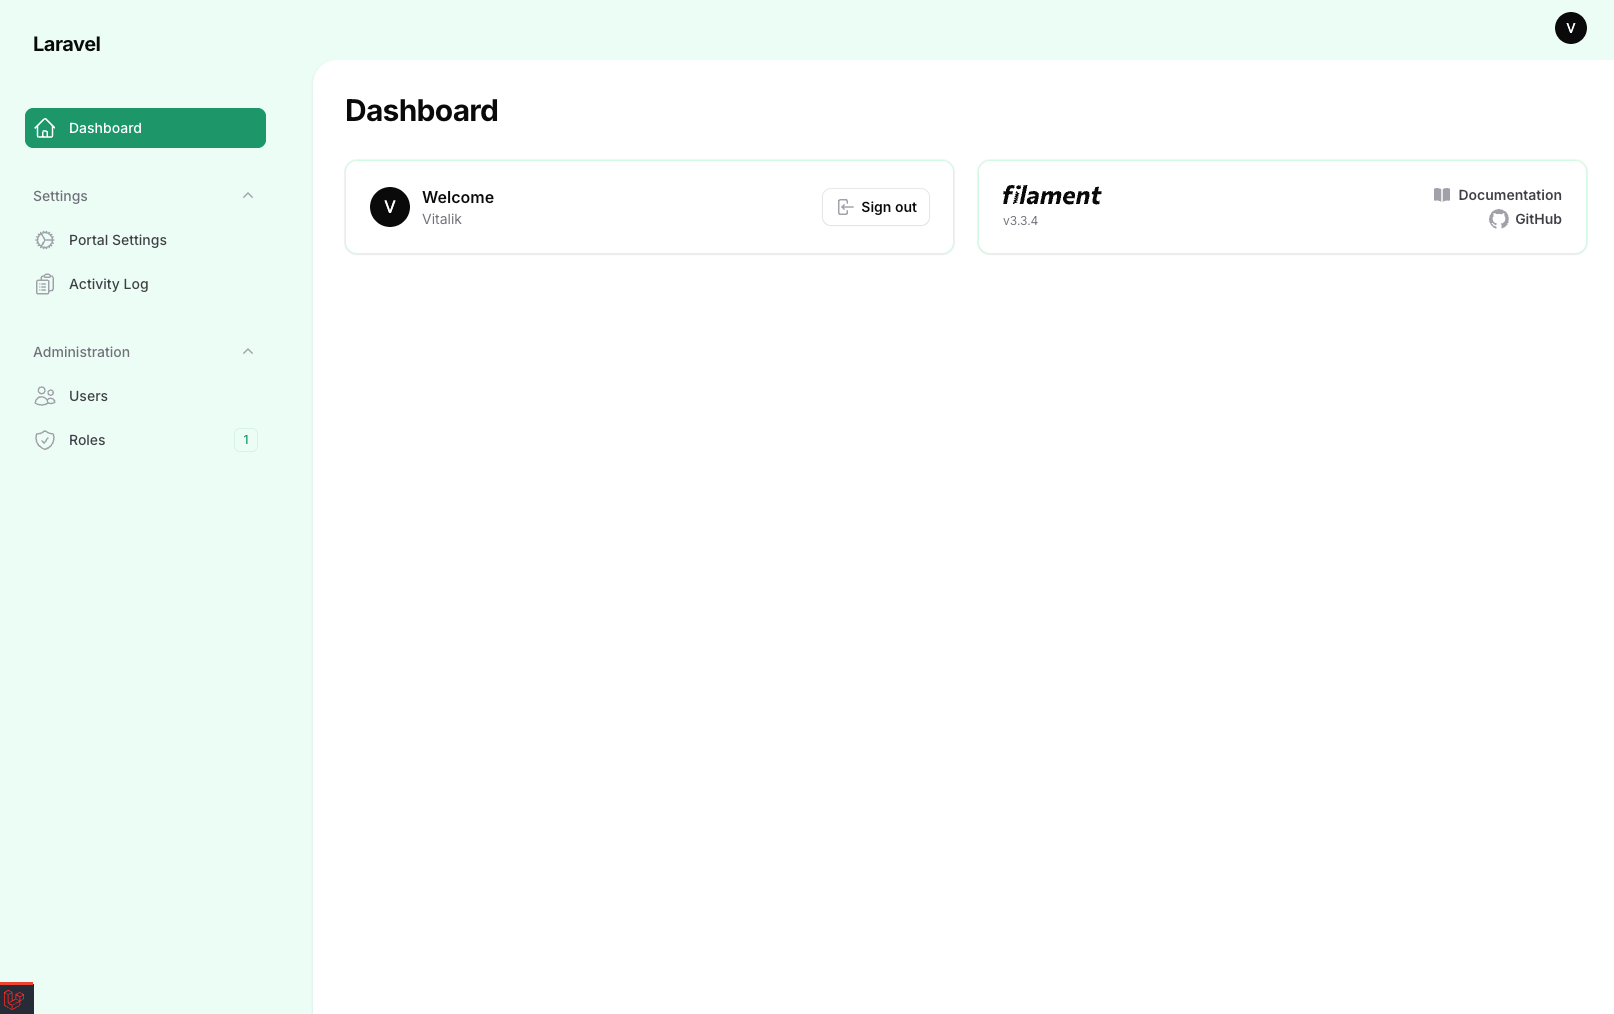 Laravel
V
Dashboard
Settings
Portal Settings
Activity Log
Administration
Users
Roles
1
Dashboard
V
Welcome
Vitalik
Sign out
filament
v3.3.4
Documentation
GitHub